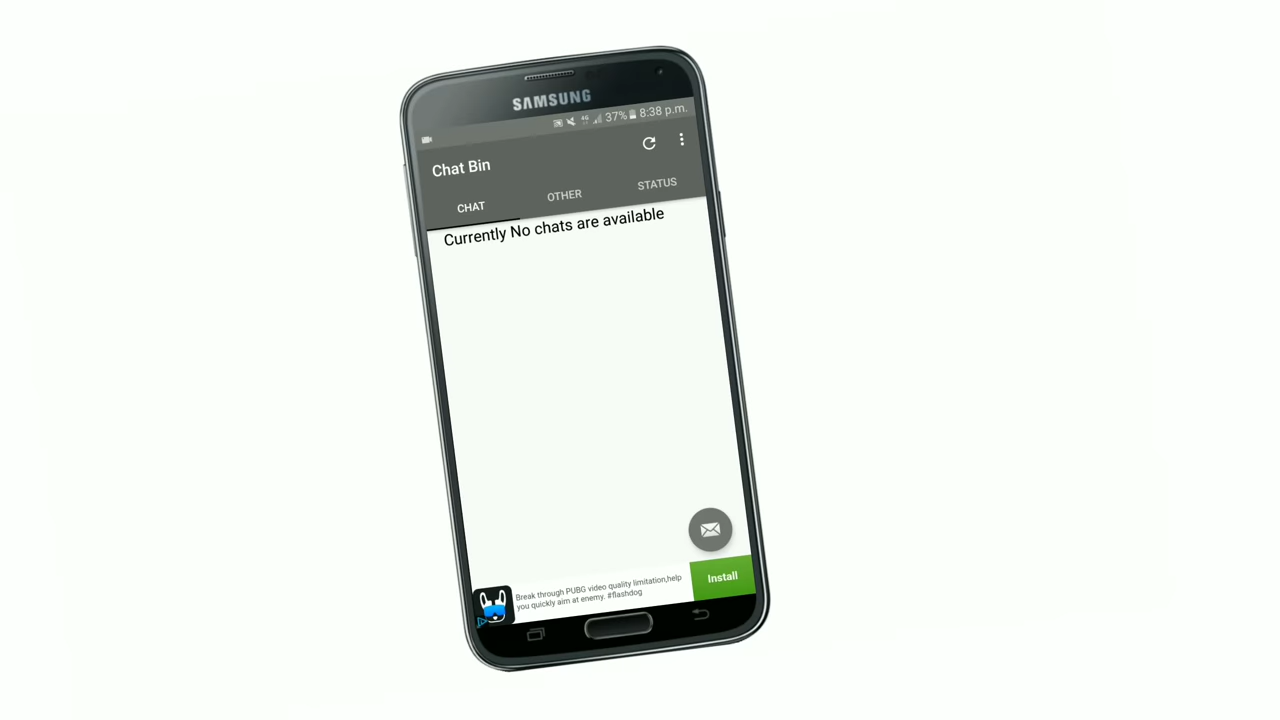 SAMSUNG
4G 37% 8:38 p.m.
Chat Bin
CHAT OTHER STATUS
Currently No chats are available
Break through PUBG video quality limitation,help
you quickly aim at enemy. #flashdog
Install